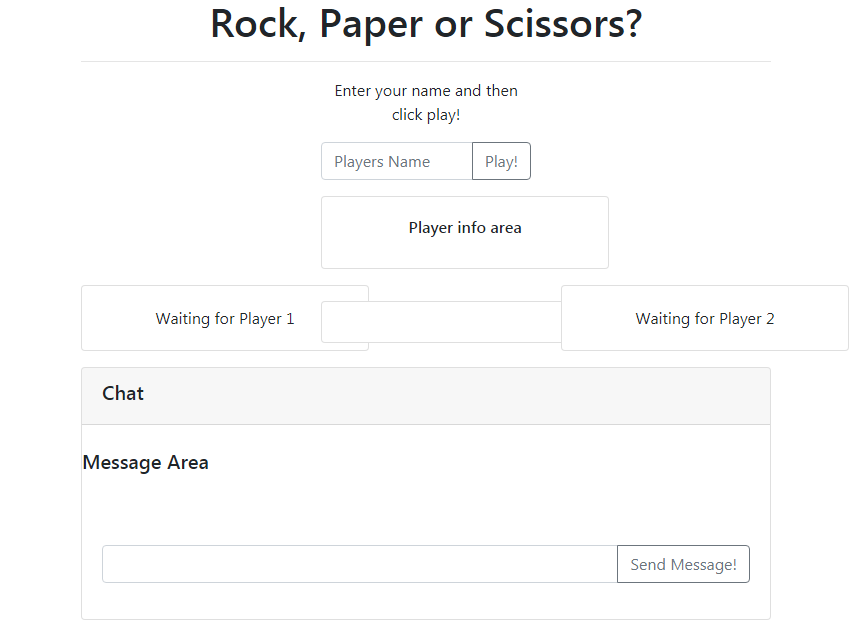 Rock, Paper or Scissors?
Enter your name and then
click play!
Players Name
Play!
Player info area
Waiting for Player 1
Waiting for Player 2
Chat
Message Area
Send Message!